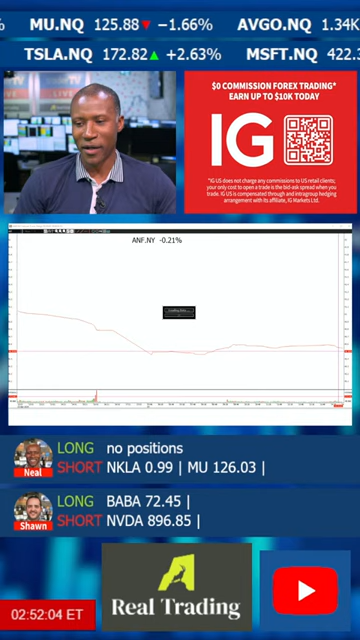 MU.NQ 125.88▼ −1.66% AVGO.NQ 1.34K
TSLA.NQ 172.82▲ +2.63% MSFT.NQ 422.3
$0 COMMISSION FOREX TRADING*
EARN UP TO $10K TODAY
IG
*IG US does not charge any commissions to US retail clients;
your only cost to open a trade is the bid-ask spread when you
trade. IG US is compensated through and intragroup hedging
arrangement with its affiliate, IG Markets Ltd.
ANF.NY -0.21%
LONG no positions
SHORT NKLA 0.99 | MU 126.03 |
Neal
LONG BABA 72.45 |
SHORT NVDA 896.85 |
Shawn
Real Trading
02:52:04 ET